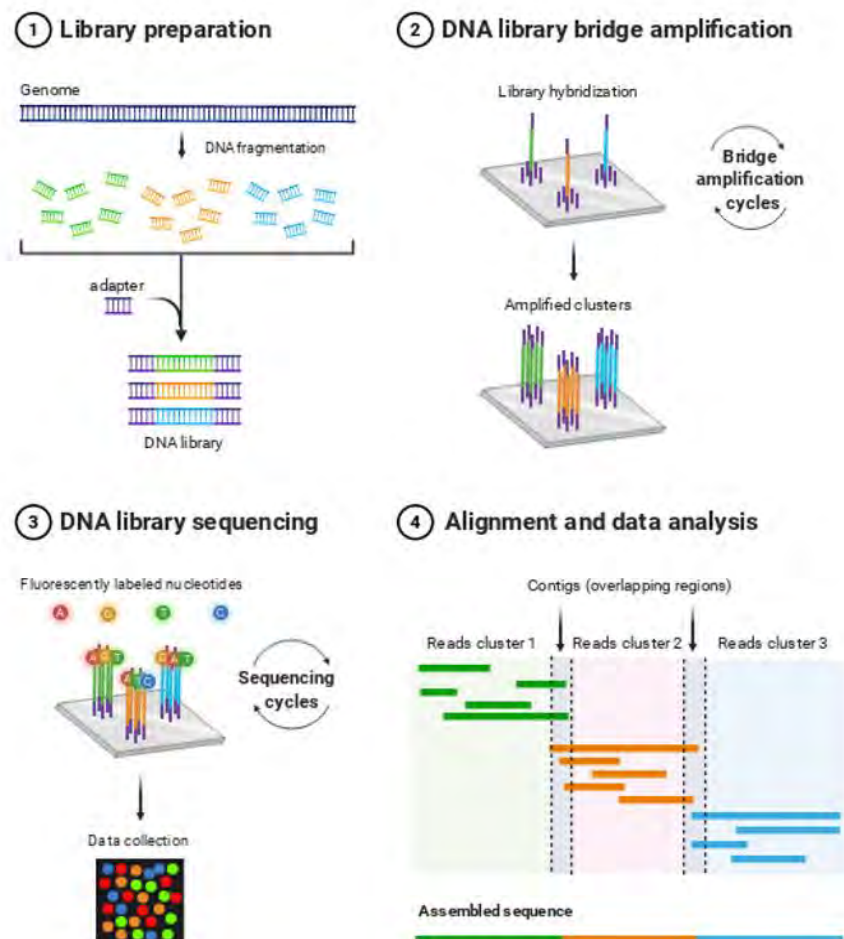 1 Library preparation
Genome
DNA fragmentation
adapter
DNA library
2 DNA library bridge amplification
Library hybridization
Bridge
amplification
cycles
Amplified clusters
3 DNA library sequencing
Fluorescently labeled nucleotides
A G T C
A G T
A T C
G A T
Sequencing
cycles
Data collection
4 Alignment and data analysis
Contigs (overlapping regions)
Reads cluster 1
Reads cluster 2
Reads cluster 3
Assembled sequence